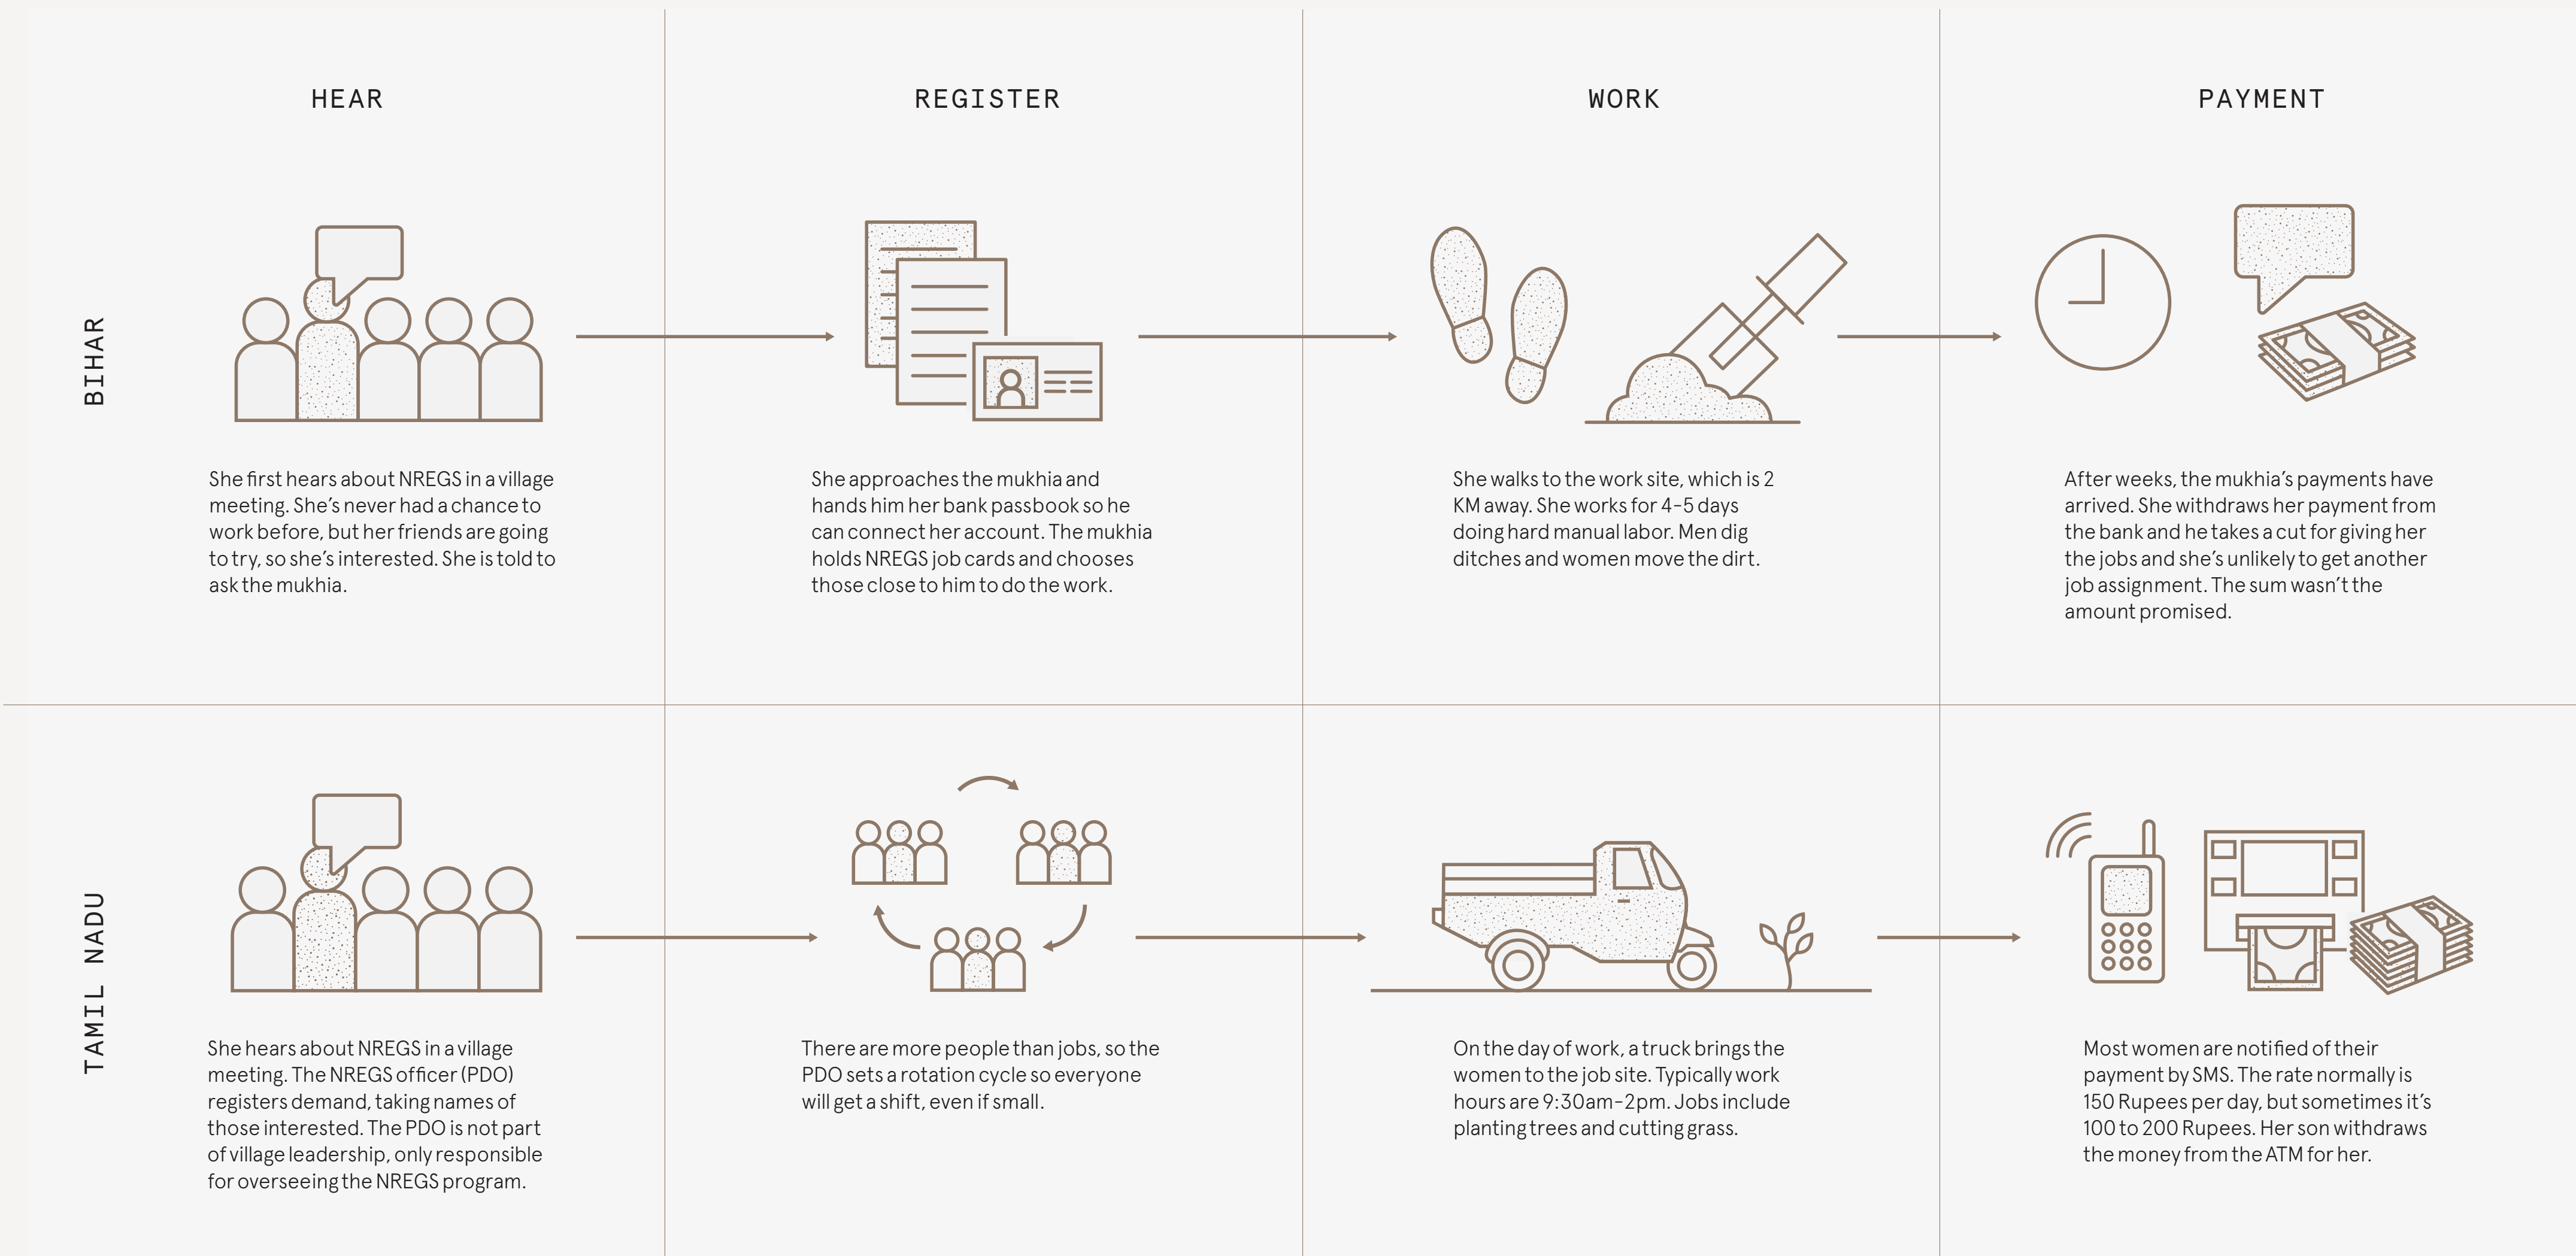 HEAR
REGISTER
WORK
PAYMENT
BIHAR
She first hears about NREGS in a village
meeting. She’s never had a chance to
work before, but her friends are going
to try, so she’s interested. She is told to
ask the mukhia.
She approaches the mukhia and
hands him her bank passbook so he
can connect her account. The mukhia
holds NREGS job cards and chooses
those close to him to do the work.
She walks to the work site, which is 2
KM away. She works for 4-5 days
doing hard manual labor. Men dig
ditches and women move the dirt.
After weeks, the mukhia’s payments have
arrived. She withdraws her payment from
the bank and he takes a cut for giving her
the jobs and she’s unlikely to get another
job assignment. The sum wasn’t the
amount promised.
TAMIL NADU
She hears about NREGS in a village
meeting. The NREGS officer (PDO)
registers demand, taking names of
those interested. The PDO is not part
of village leadership, only responsible
for overseeing the NREGS program.
There are more people than jobs, so the
PDO sets a rotation cycle so everyone
will get a shift, even if small.
On the day of work, a truck brings the
women to the job site. Typically work
hours are 9:30am-2pm. Jobs include
planting trees and cutting grass.
Most women are notified of their
payment by SMS. The rate normally is
150 Rupees per day, but sometimes it’s
100 to 200 Rupees. Her son withdraws
the money from the ATM for her.